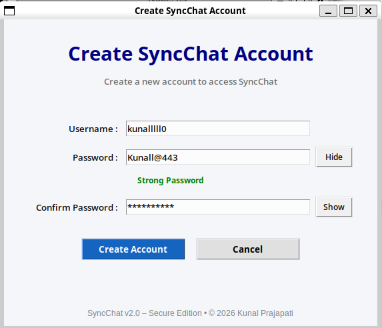 Create SyncChat Account
Create SyncChat Account
Create a new account to access SyncChat
Username : kunalllll0
Password : Kunall@443 Hide
Strong Password
Confirm Password : ********** Show
Create Account Cancel
SyncChat v2.0 – Secure Edition • © 2026 Kunal Prajapati